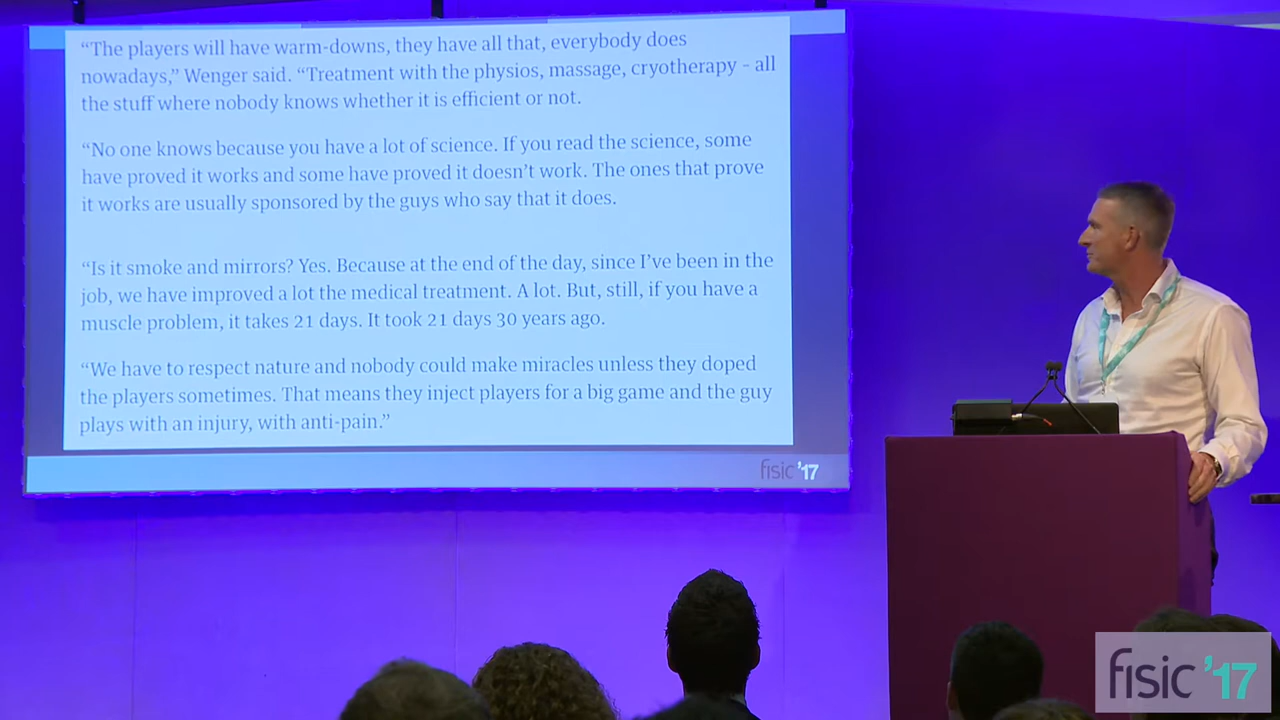 “The players will have warm-downs, they have all that, everybody does
nowadays,” Wenger said. “Treatment with the physios, massage, cryotherapy – all
the stuff where nobody knows whether it is efficient or not.
“No one knows because you have a lot of science. If you read the science, some
have proved it works and some have proved it doesn’t work. The ones that prove
it works are usually sponsored by the guys who say that it does.
“Is it smoke and mirrors? Yes. Because at the end of the day, since I’ve been in the
job, we have improved a lot the medical treatment. A lot. But, still, if you have a
muscle problem, it takes 21 days. It took 21 days 30 years ago.
“We have to respect nature and nobody could make miracles unless they doped
the players sometimes. That means they inject players for a big game and the guy
plays with an injury, with anti-pain.”
fisic ’17
fisic ’17